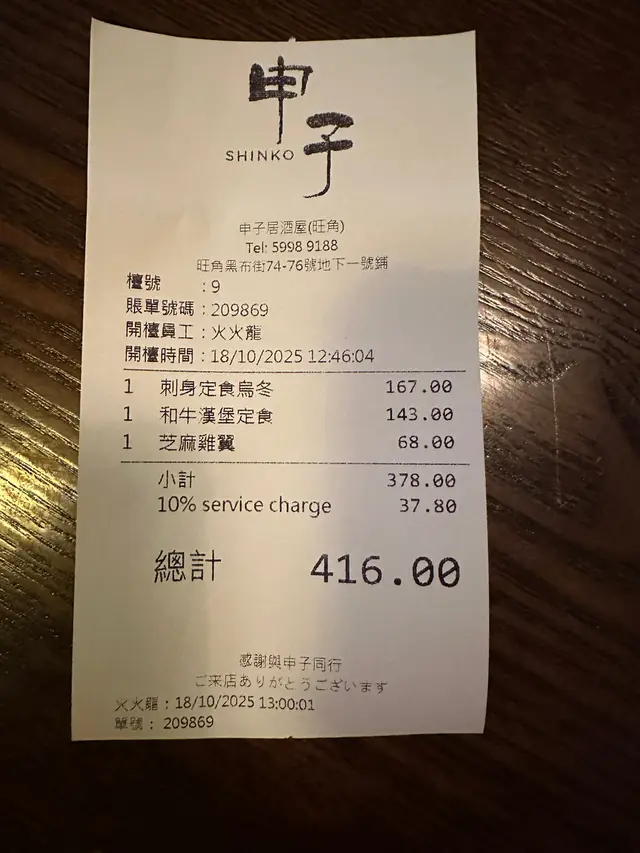 申子
SHINKO
申子居酒屋(旺角)
Tel: 5998 9188
旺角黑布街74-76號地下一號鋪
檯號 : 9
賬單號碼 : 209869
開檯員工 : 火火龍
開檯時間 : 18/10/2025 12:46:04
1 刺身定食烏冬 167.00
1 和牛漢堡定食 143.00
1 芝麻雞翼 68.00
小計 378.00
10% service charge 37.80
總計 416.00
感謝與申子同行
ご来店ありがとうございます
火火龍 : 18/10/2025 13:00:01
單號 : 209869